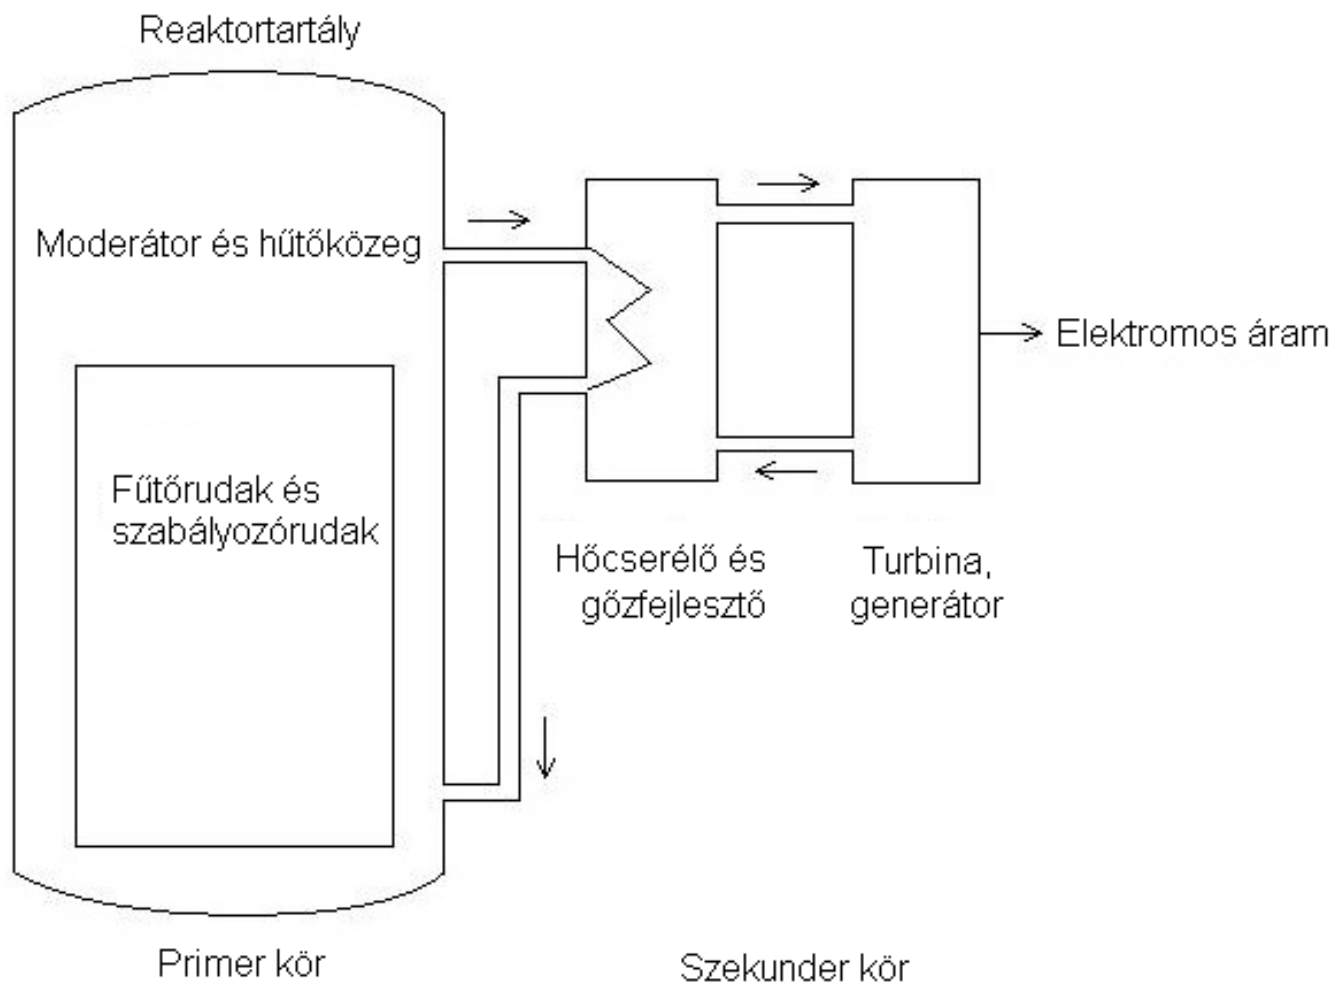 Reaktortartály
Moderátor és hűtőközeg
Elektromos áram
Fűtőrudak és
szabályozórudak
Hőcserélő és
gőzfejlesztő
Turbina,
generátor
Primer kör
Szekunder kör